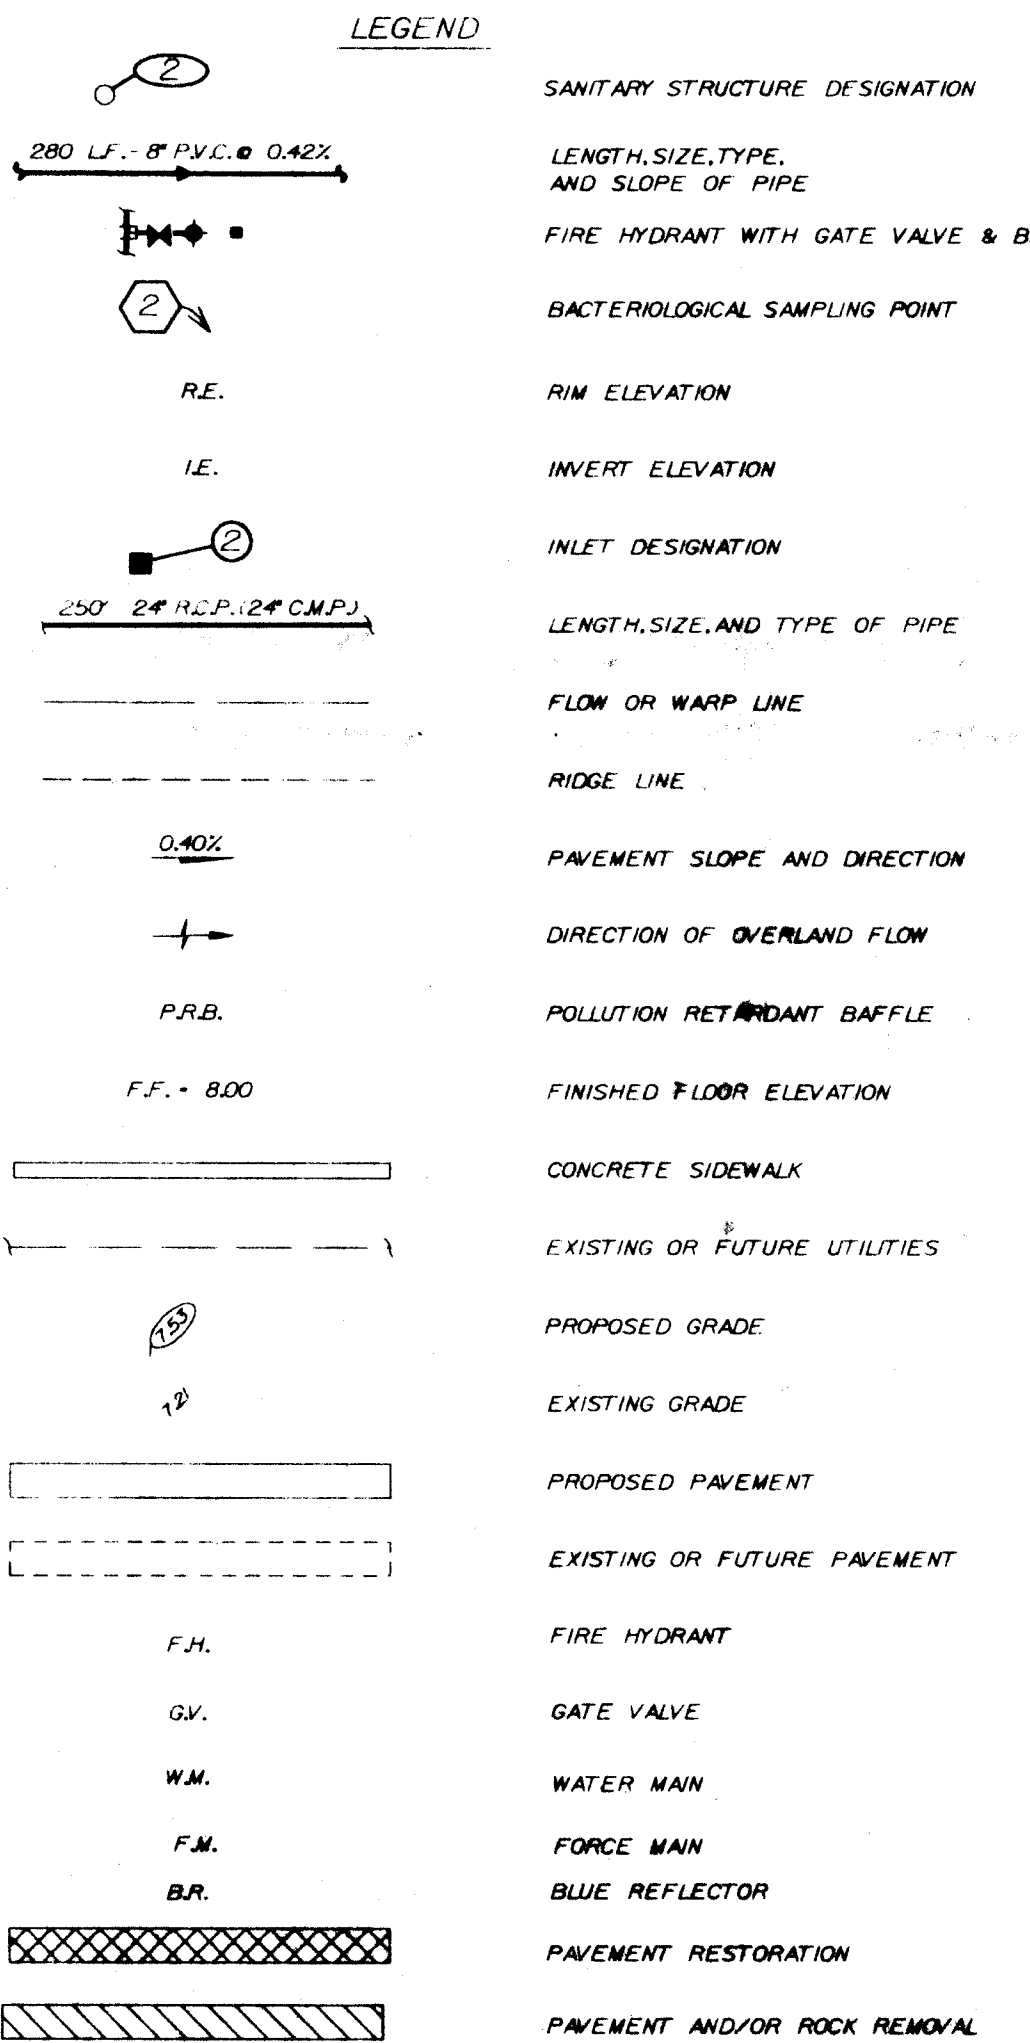 LEGEND
2
SANITARY STRUCTURE DESIGNATION
280 L.F.- 8" P.V.C. @ 0.42%
LENGTH, SIZE, TYPE,
AND SLOPE OF PIPE
FIRE HYDRANT WITH GATE VALVE & B
2
BACTERIOLOGICAL SAMPLING POINT
R.E.
RIM ELEVATION
I.E.
INVERT ELEVATION
2
INLET DESIGNATION
250' 24" R.C.P. (24" C.M.P.)
LENGTH, SIZE, AND TYPE OF PIPE
FLOW OR WARP LINE
RIDGE LINE
0.40%
PAVEMENT SLOPE AND DIRECTION
DIRECTION OF OVERLAND FLOW
P.R.B.
POLLUTION RETARDANT BAFFLE
F.F. - 8.00
FINISHED FLOOR ELEVATION
CONCRETE SIDEWALK
EXISTING OR FUTURE UTILITIES
7.53
PROPOSED GRADE
7.21
EXISTING GRADE
PROPOSED PAVEMENT
EXISTING OR FUTURE PAVEMENT
F.H.
FIRE HYDRANT
G.V.
GATE VALVE
W.M.
WATER MAIN
F.M.
FORCE MAIN
B.R.
BLUE REFLECTOR
PAVEMENT RESTORATION
PAVEMENT AND/OR ROCK REMOVAL